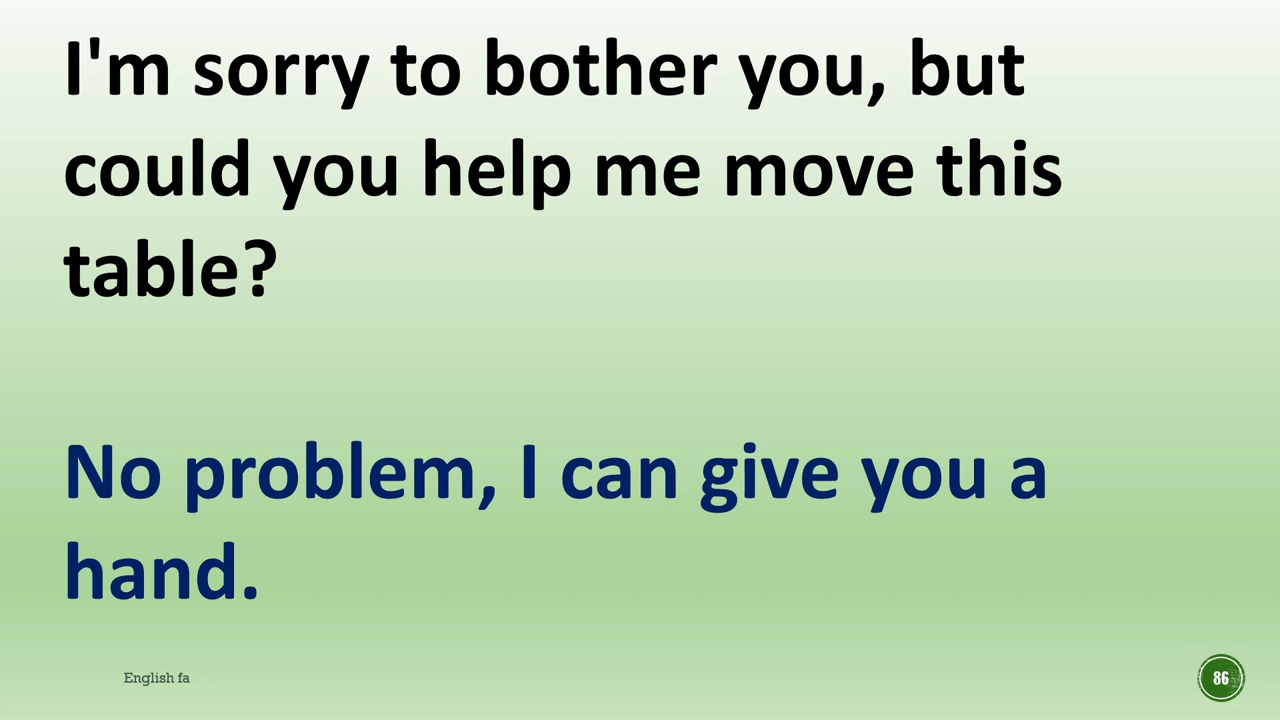 I'm sorry to bother you, but
could you help me move this
table?
No problem, I can give you a
hand.
English fa
86